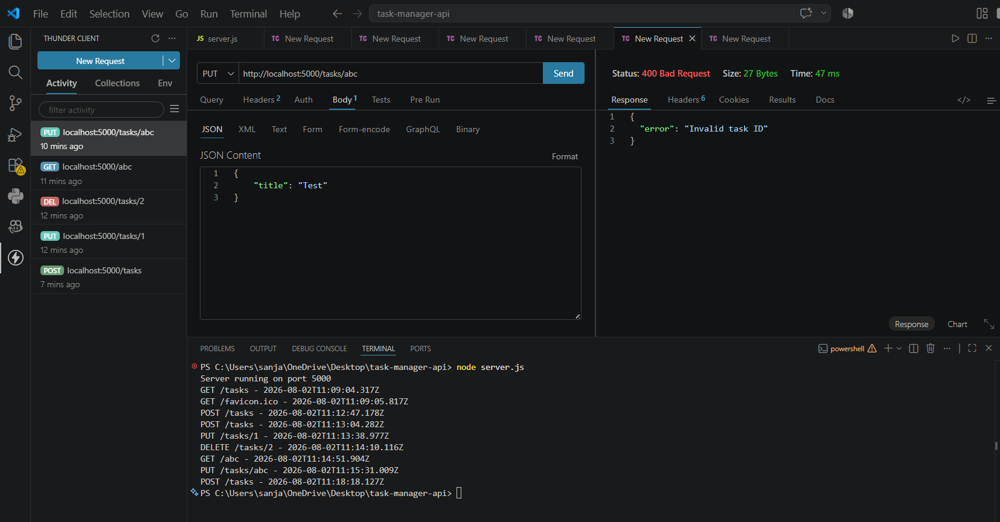 File Edit Selection View Go Run Terminal Help
task-manager-api
THUNDER CLIENT
New Request
Activity Collections Env
filter activity
PUT localhost:5000/tasks/abc
10 mins ago
GET localhost:5000/abc
11 mins ago
DEL localhost:5000/tasks/2
12 mins ago
PUT localhost:5000/tasks/1
12 mins ago
POST localhost:5000/tasks
7 mins ago
JS server.js
TC New Request
TC New Request
TC New Request
TC New Request
TC New Request
TC New Request
PUT http://localhost:5000/tasks/abc Send
Query Headers 2 Auth Body 1 Tests Pre Run
JSON XML Text Form Form-encode GraphQL Binary
JSON Content Format
1 {
2 "title": "Test"
3 }
Status: 400 Bad Request Size: 27 Bytes Time: 47 ms
Response Headers 6 Cookies Results Docs </>
1 {
2 "error": "Invalid task ID"
3 }
Response Chart
PROBLEMS OUTPUT DEBUG CONSOLE TERMINAL PORTS
powershell
PS C:\Users\sanja\OneDrive\Desktop\task-manager-api> node server.js
Server running on port 5000
GET /tasks - 2026-08-02T11:09:04.317Z
GET /favicon.ico - 2026-08-02T11:09:05.817Z
POST /tasks - 2026-08-02T11:12:47.178Z
POST /tasks - 2026-08-02T11:13:04.282Z
PUT /tasks/1 - 2026-08-02T11:13:38.977Z
DELETE /tasks/2 - 2026-08-02T11:14:10.116Z
GET /abc - 2026-08-02T11:14:51.904Z
PUT /tasks/abc - 2026-08-02T11:15:31.009Z
POST /tasks - 2026-08-02T11:18:18.127Z
PS C:\Users\sanja\OneDrive\Desktop\task-manager-api>